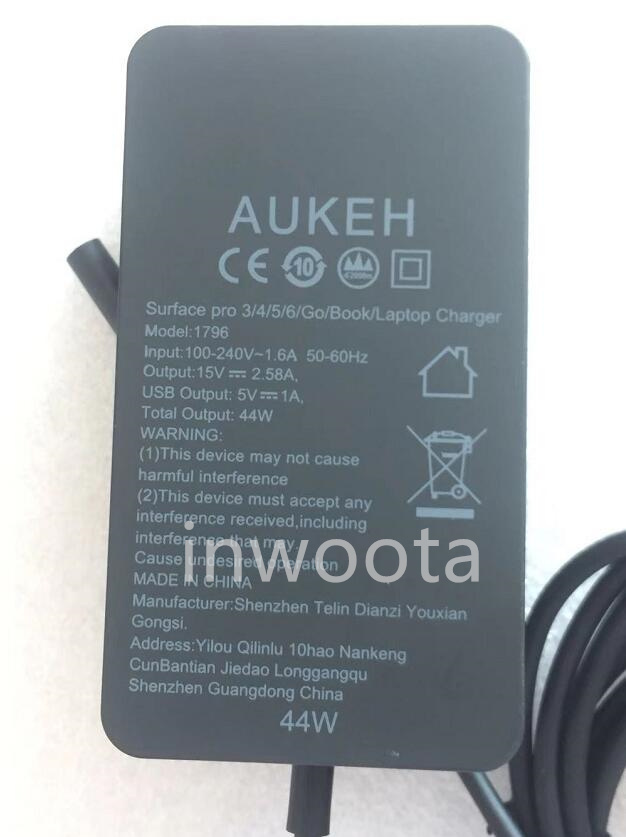 AUKEH
CE 10 ≤2000m
Surface pro 3/4/5/6/Go/Book/Laptop Charger
Model:1796
Input:100-240V~1.6A 50-60Hz
Output:15V⎓2.58A,
USB Output: 5V⎓1A,
Total Output: 44W
WARNING:
(1)This device may not cause
harmful interference
(2)This device must accept any
interference received,including
interference that may
Cause undesired operation
inwoota
MADE IN CHINA
Manufacturer:Shenzhen Telin Dianzi Youxian
Gongsi.
Address:Yilou Qilinlu 10hao Nankeng
CunBantian Jiedao Longgangqu
Shenzhen Guangdong China
44W